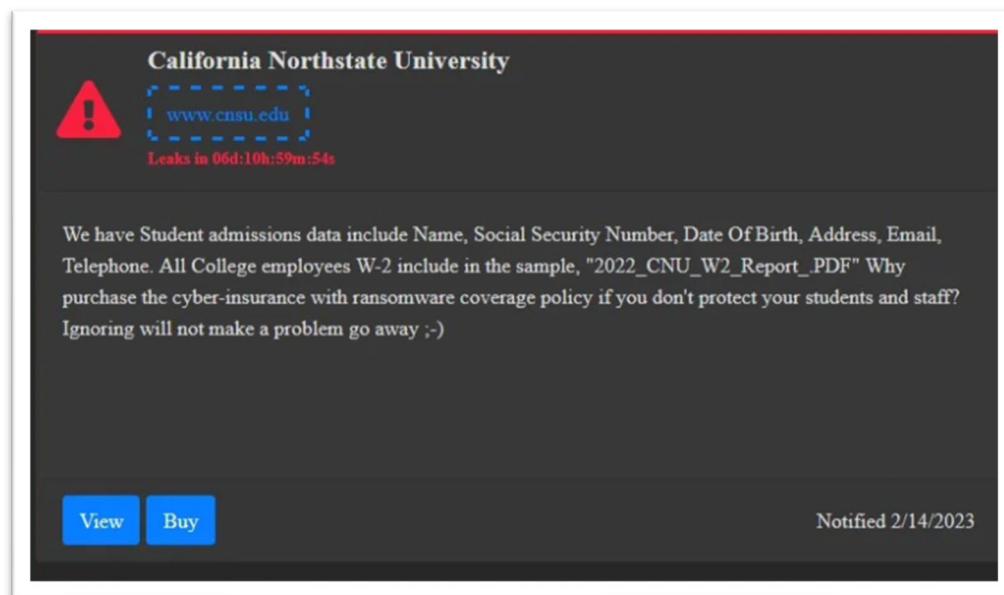 California Northstate University
www.cnsu.edu
Leaks in 06d:10h:59m:54s
We have Student admissions data include Name, Social Security Number, Date Of Birth, Address, Email,
Telephone. All College employees W-2 include in the sample, "2022_CNU_W2_Report_.PDF" Why
purchase the cyber-insurance with ransomware coverage policy if you don't protect your students and staff?
Ignoring will not make a problem go away ;-)
View Buy Notified 2/14/2023